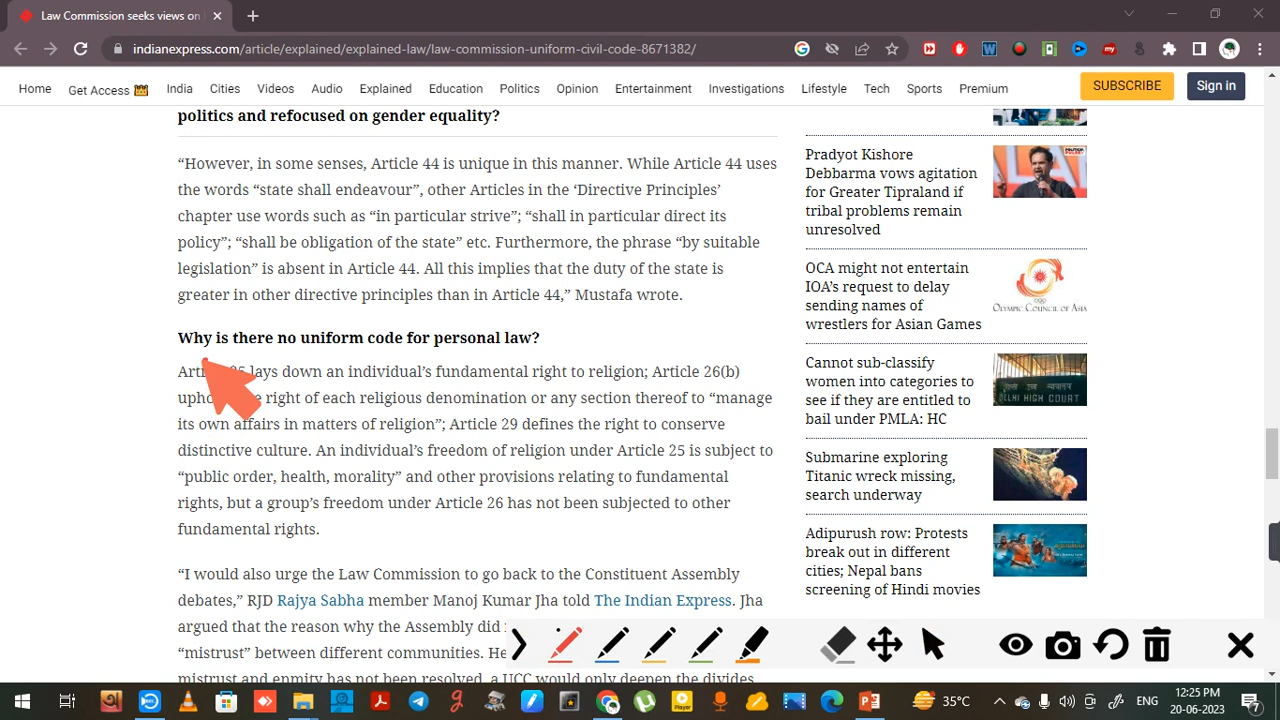 Law Commission seeks views on
indianexpress.com/article/explained/explained-law/law-commission-uniform-civil-code-8671382/
Home Get Access India Cities Videos Audio Explained Education Politics Opinion Entertainment Investigations Lifestyle Tech Sports Premium SUBSCRIBE Sign in
politics and refocused on gender equality?
“However, in some senses, Article 44 is unique in this manner. While Article 44 uses
the words “state shall endeavour”, other Articles in the ‘Directive Principles’
chapter use words such as “in particular strive”; “shall in particular direct its
policy”; “shall be obligation of the state” etc. Furthermore, the phrase “by suitable
legislation” is absent in Article 44. All this implies that the duty of the state is
greater in other directive principles than in Article 44,” Mustafa wrote.
Why is there no uniform code for personal law?
lays down an individual’s fundamental right to religion; Article 26(b)
right of each religious denomination or any section thereof to “manage
its own affairs in matters of religion”; Article 29 defines the right to conserve
distinctive culture. An individual’s freedom of religion under Article 25 is subject to
“public order, health, morality” and other provisions relating to fundamental
rights, but a group’s freedom under Article 26 has not been subjected to other
fundamental rights.
“I would also urge the Law Commission to go back to the Constituent Assembly
debates,” RJD Rajya Sabha member Manoj Kumar Jha told The Indian Express. Jha
argued that the reason why the Assembly did
“mistrust” between different communities. He
mistrust and enmity has not been resolved, a UCC would only deepen the divides
Pradyot Kishore
Debbarma vows agitation
for Greater Tipraland if
tribal problems remain
unresolved
OCA might not entertain
IOA’s request to delay
sending names of
wrestlers for Asian Games
OLYMPIC COUNCIL OF ASIA
Cannot sub-classify
women into categories to
see if they are entitled to
bail under PMLA: HC
DELHI HIGH COURT
Submarine exploring
Titanic wreck missing,
search underway
Adipurush row: Protests
break out in different
cities; Nepal bans
screening of Hindi movies
35°C
ENG
12:25 PM
20-06-2023
7